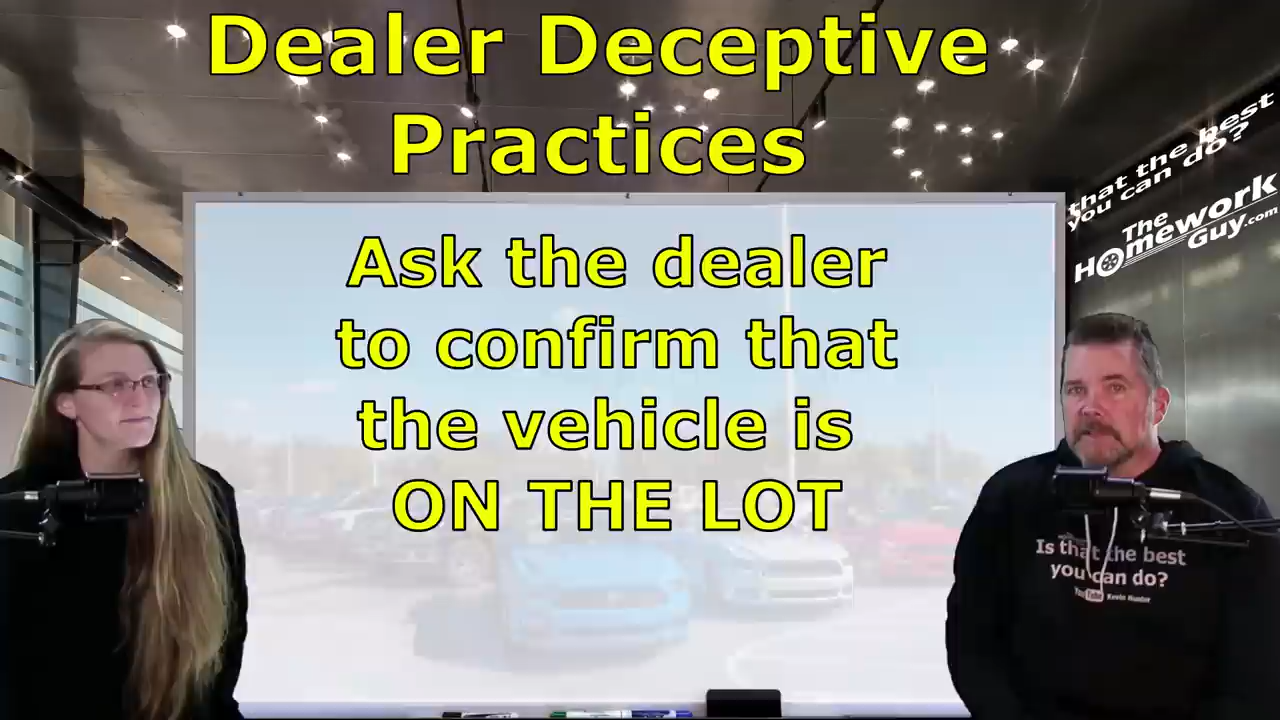 Dealer Deceptive
Practices
Ask the dealer
to confirm that
the vehicle is
ON THE LOT
that the best
you can do?
The
Homework
Guy.com
Is that the best
you can do?
YouTube Kevin Hunter